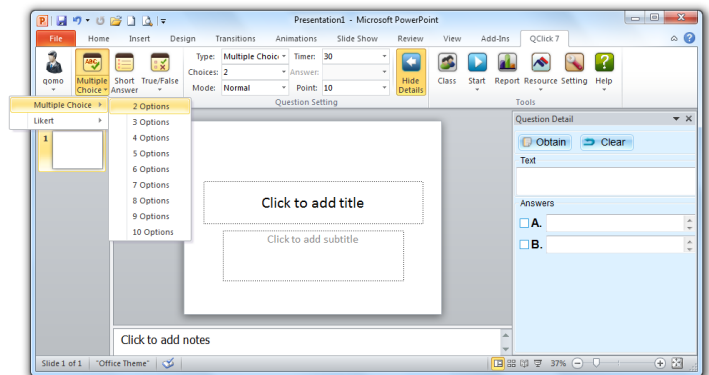 Presentation1 - Microsoft PowerPoint
File Home Insert Design Transitions Animations Slide Show Review View Add-Ins QClick 7
qomo
ABC
Multiple Choice
Short Answer
True/False
Type: Multiple Choic Timer: 30
Choices: 2 Answer:
Mode: Normal Point: 10
Question Setting
Hide Details
Class Start Report Resource Setting Help
Tools
Multiple Choice
Likert
2 Options
3 Options
4 Options
5 Options
6 Options
7 Options
8 Options
9 Options
10 Options
1
Click to add title
Click to add subtitle
Click to add notes
Question Detail
Obtain Clear
Text
Answers
A.
B.
Slide 1 of 1 "Office Theme" 37%